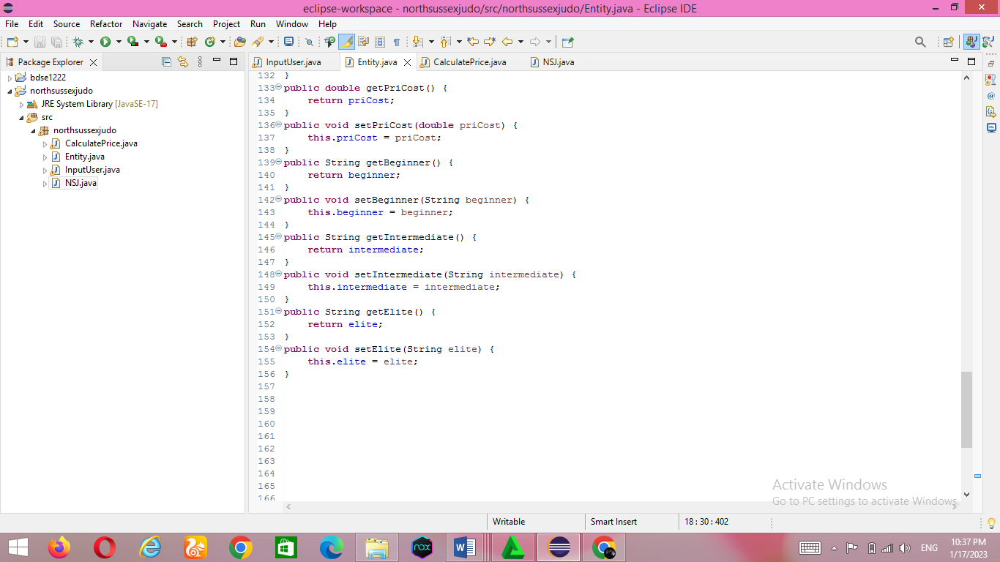 eclipse-workspace - northsussexjudo/src/northsussexjudo/Entity.java - Eclipse IDE
File Edit Source Refactor Navigate Search Project Run Window Help
Package Explorer
bdse1222
northsussexjudo
JRE System Library [JavaSE-17]
src
northsussexjudo
CalculatePrice.java
Entity.java
InputUser.java
NSJ.java
InputUser.java Entity.java CalculatePrice.java NSJ.java
132 }
133 public double getPriCost() {
134 return priCost;
135 }
136 public void setPriCost(double priCost) {
137 this.priCost = priCost;
138 }
139 public String getBeginner() {
140 return beginner;
141 }
142 public void setBeginner(String beginner) {
143 this.beginner = beginner;
144 }
145 public String getIntermediate() {
146 return intermediate;
147 }
148 public void setIntermediate(String intermediate) {
149 this.intermediate = intermediate;
150 }
151 public String getElite() {
152 return elite;
153 }
154 public void setElite(String elite) {
155 this.elite = elite;
156 }
157
158
159
160
161
162
163
164
165
166
Activate Windows
Go to PC settings to activate Windows.
Writable Smart Insert 18 : 30 : 402
nox
ENG
10:37 PM
1/17/2023